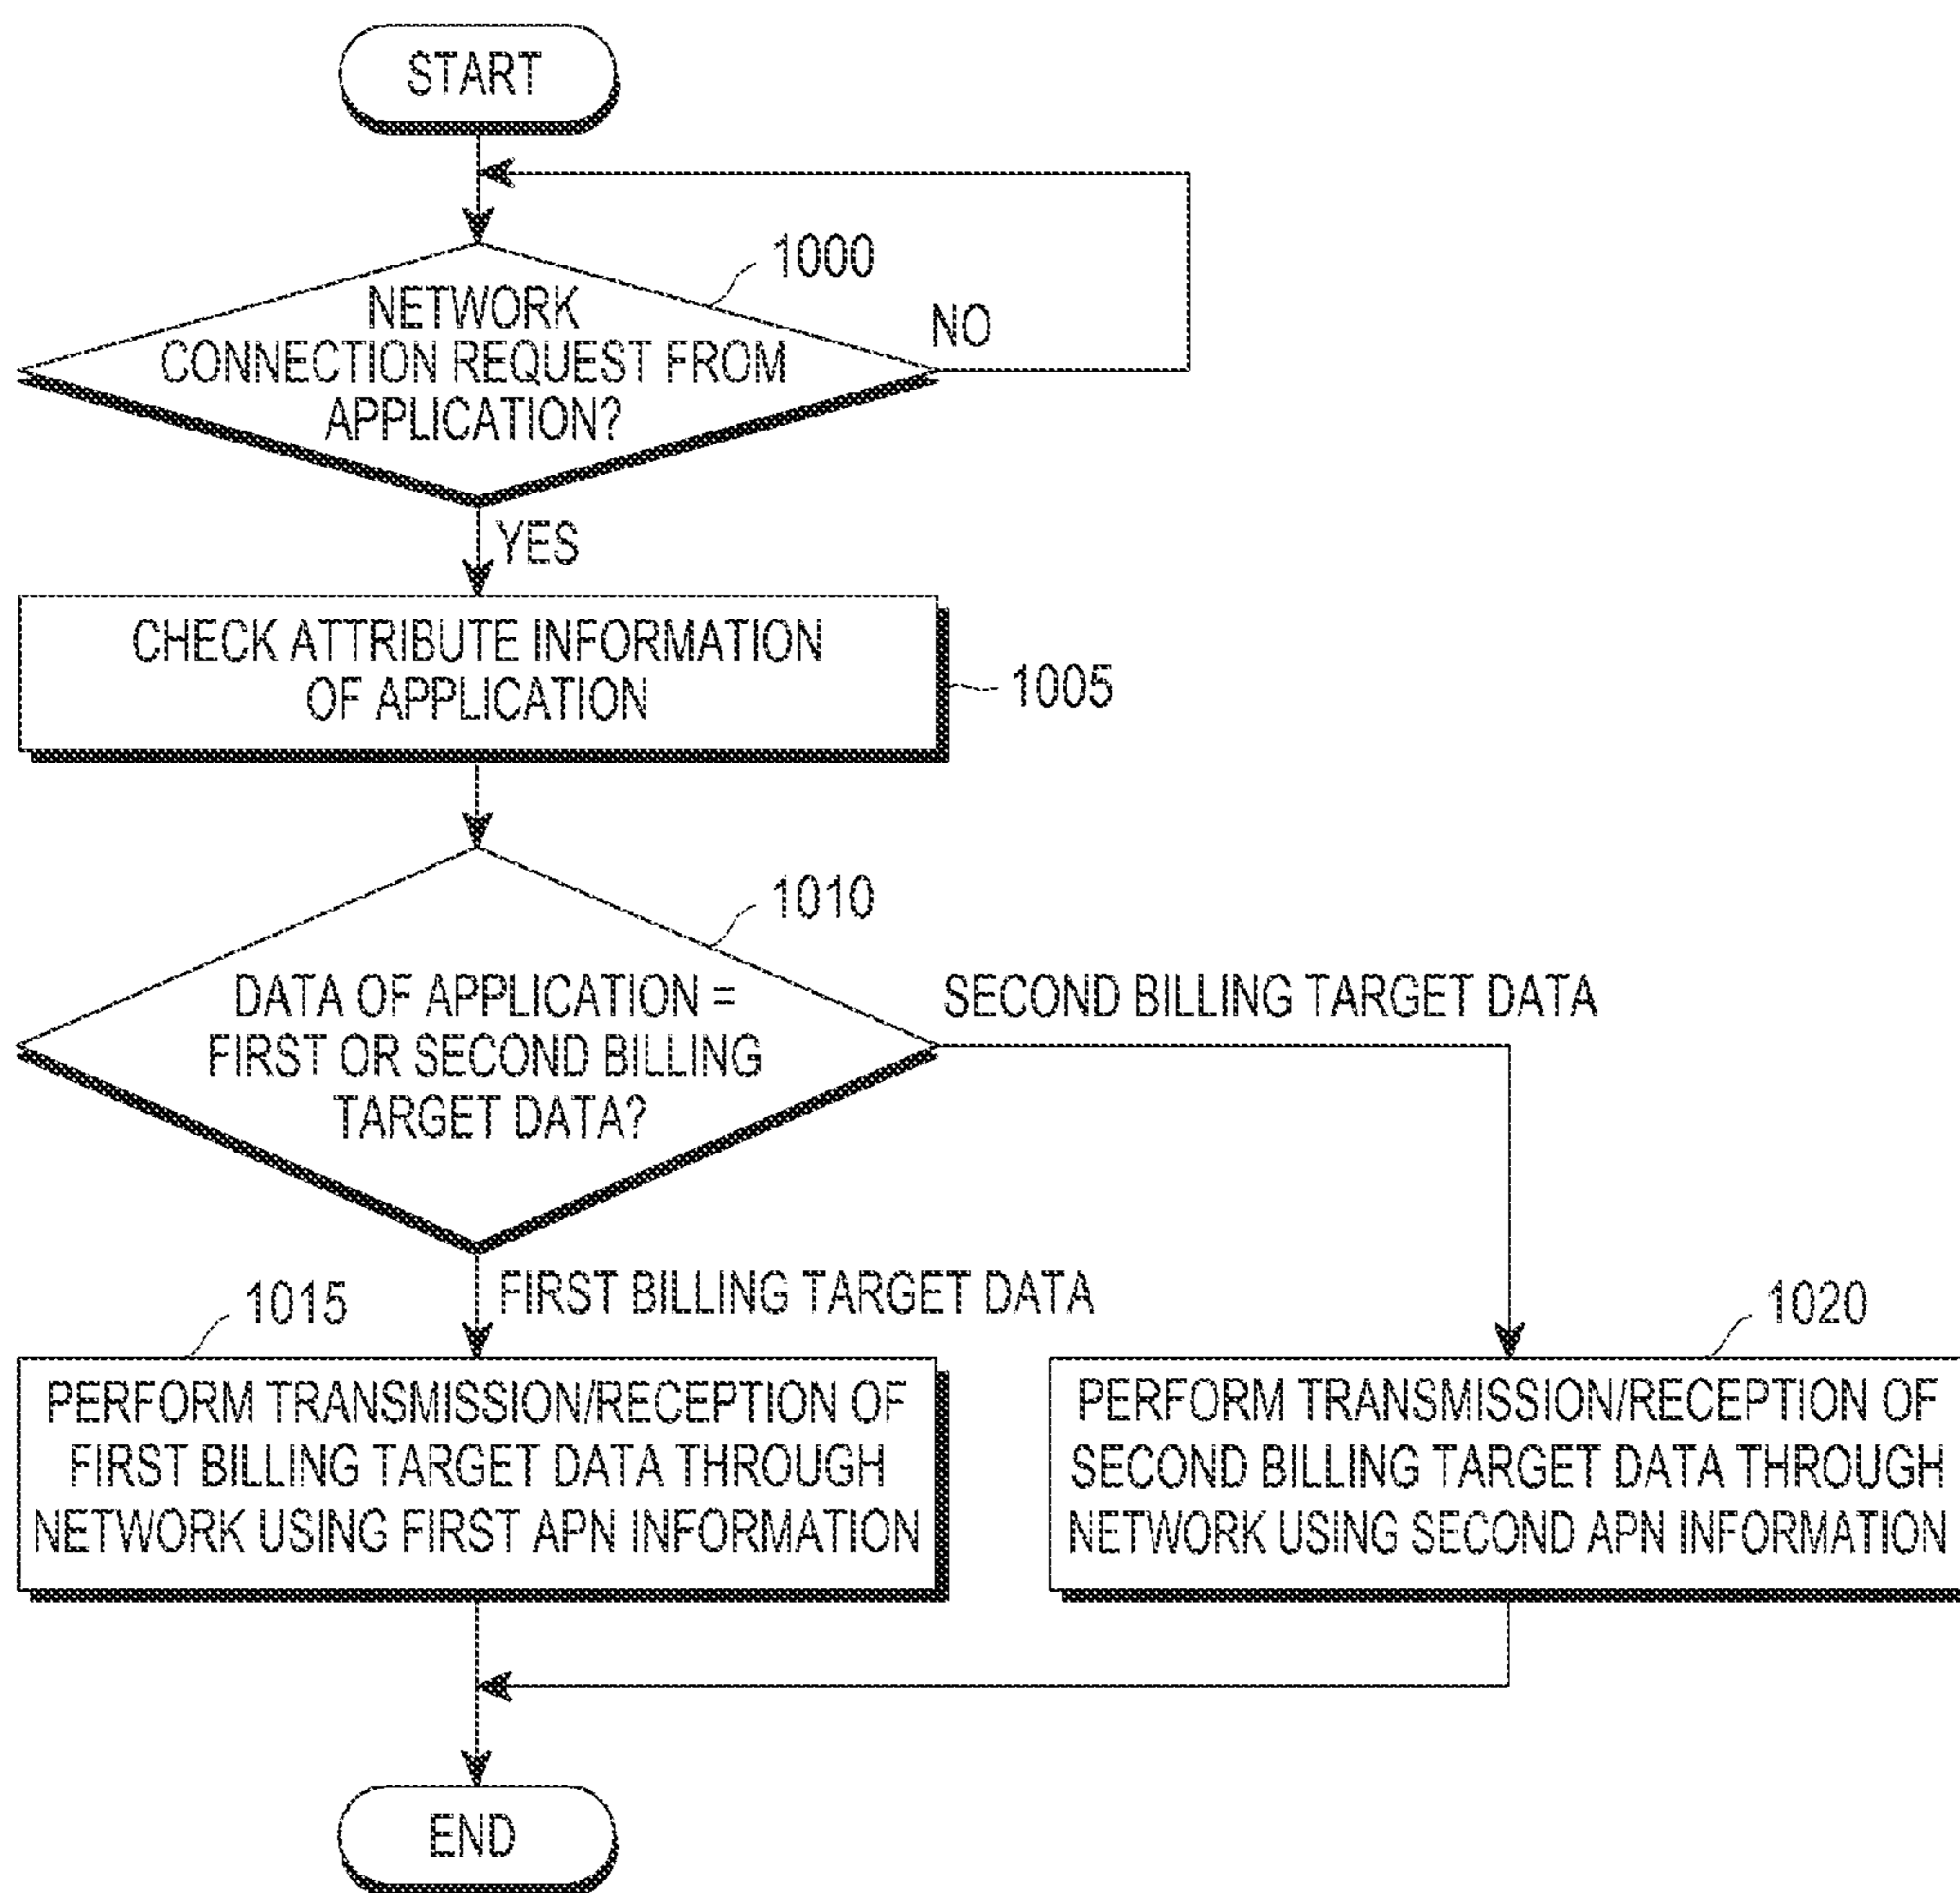 START
1000
NETWORK
CONNECTION REQUEST FROM
APPLICATION?
NO
YES
CHECK ATTRIBUTE INFORMATION
OF APPLICATION
1005
1010
DATA OF APPLICATION =
FIRST OR SECOND BILLING
TARGET DATA?
SECOND BILLING TARGET DATA
FIRST BILLING TARGET DATA
1015
PERFORM TRANSMISSION/RECEPTION OF
FIRST BILLING TARGET DATA THROUGH
NETWORK USING FIRST APN INFORMATION
1020
PERFORM TRANSMISSION/RECEPTION OF
SECOND BILLING TARGET DATA THROUGH
NETWORK USING SECOND APN INFORMATION
END